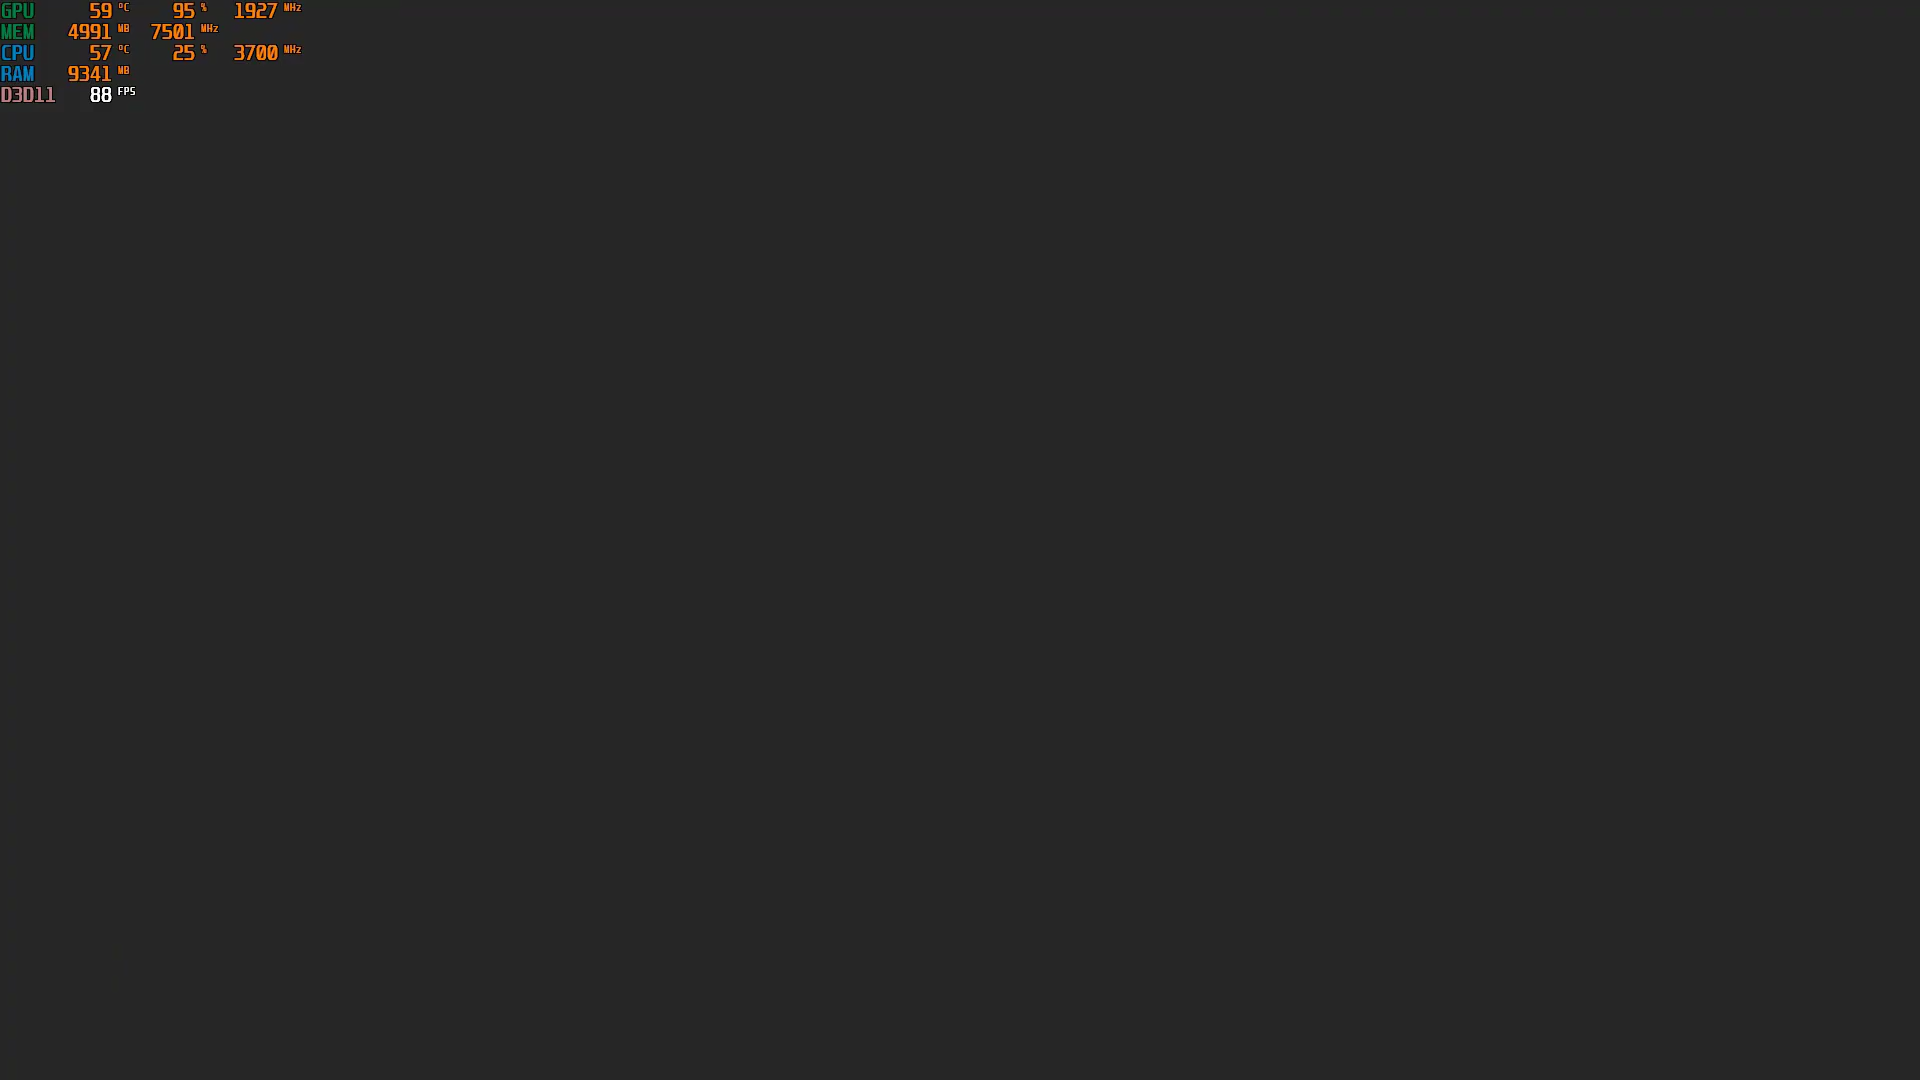 GPU 59 °C 95 % 1927 MHz
MEM 4991 MB 7501 MHz
CPU 57 °C 25 % 3700 MHz
RAM 9341 MB
D3D11 88 FPS